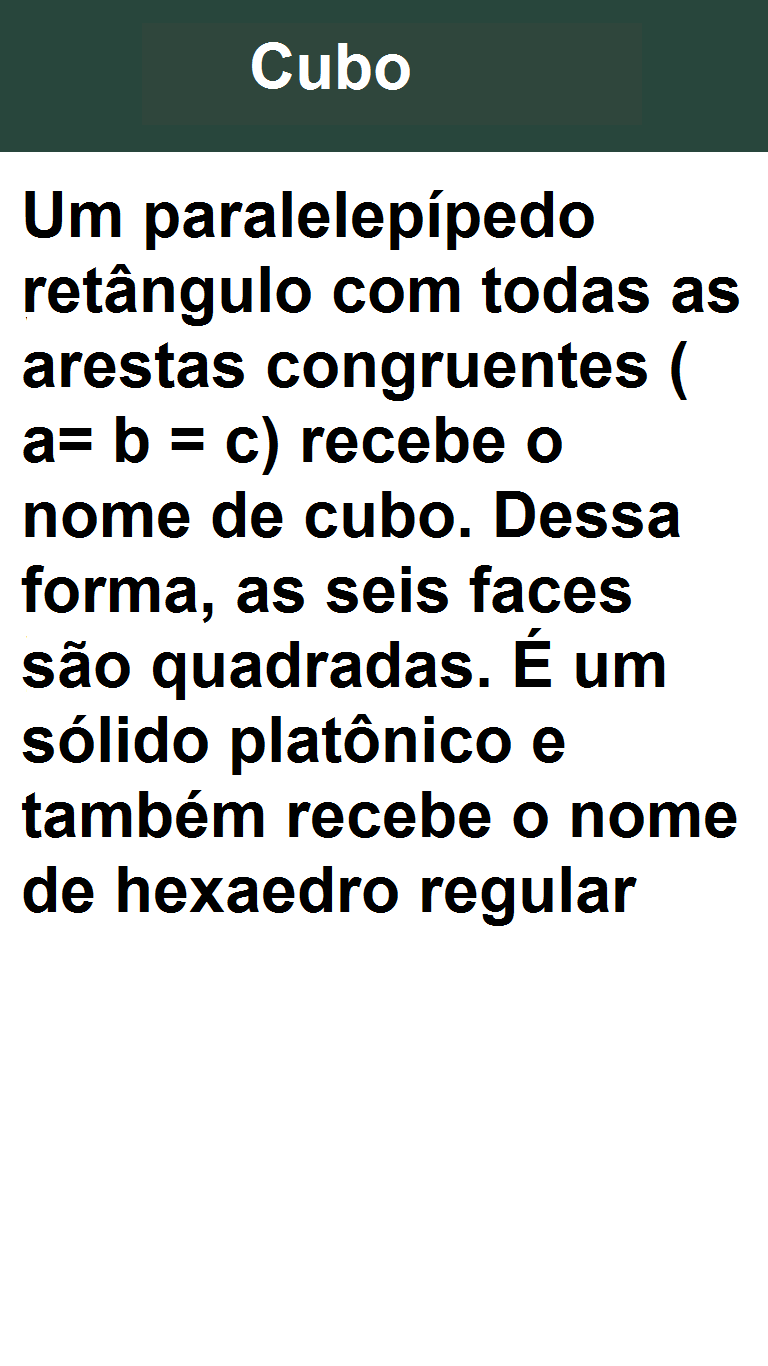 Cubo
Um paralelepípedo
retângulo com todas as
arestas congruentes (
a= b = c) recebe o
nome de cubo. Dessa
forma, as seis faces
são quadradas. É um
sólido platônico e
também recebe o nome
de hexaedro regular